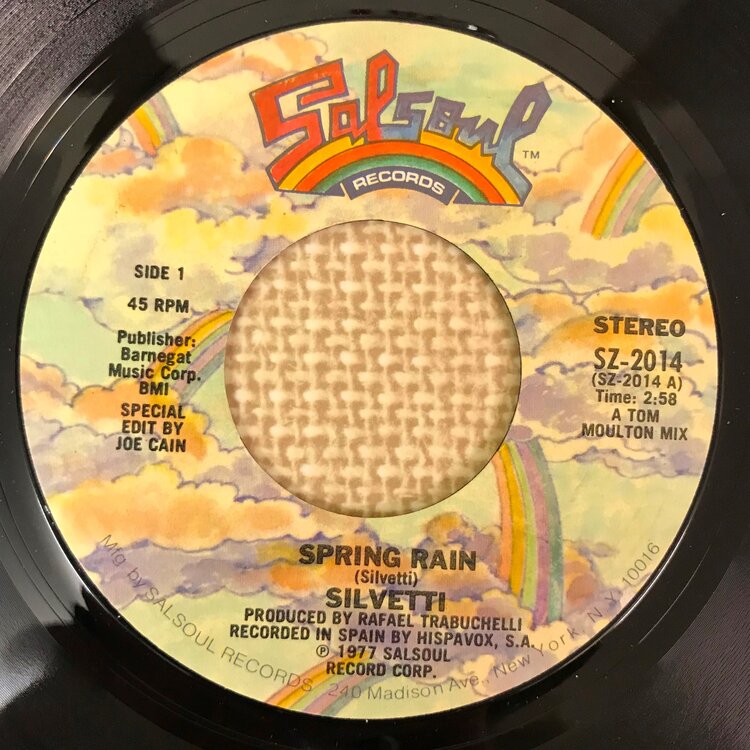 Salsoul
TM
RECORDS
SIDE 1
45 RPM
Publisher:
Barnegat
Music Corp.
BMI
SPECIAL
EDIT BY
JOE CAIN
STEREO
SZ-2014
(SZ-2014 A)
Time: 2:58
A TOM
MOULTON MIX
SPRING RAIN
(Silvetti)
SILVETTI
PRODUCED BY RAFAEL TRABUCHELLI
RECORDED IN SPAIN BY HISPAVOX, S.A.
℗ 1977 SALSOUL
RECORD CORP.
Mfg by SALSOUL RECORDS 240 Madison Ave., New York, N.Y. 10016